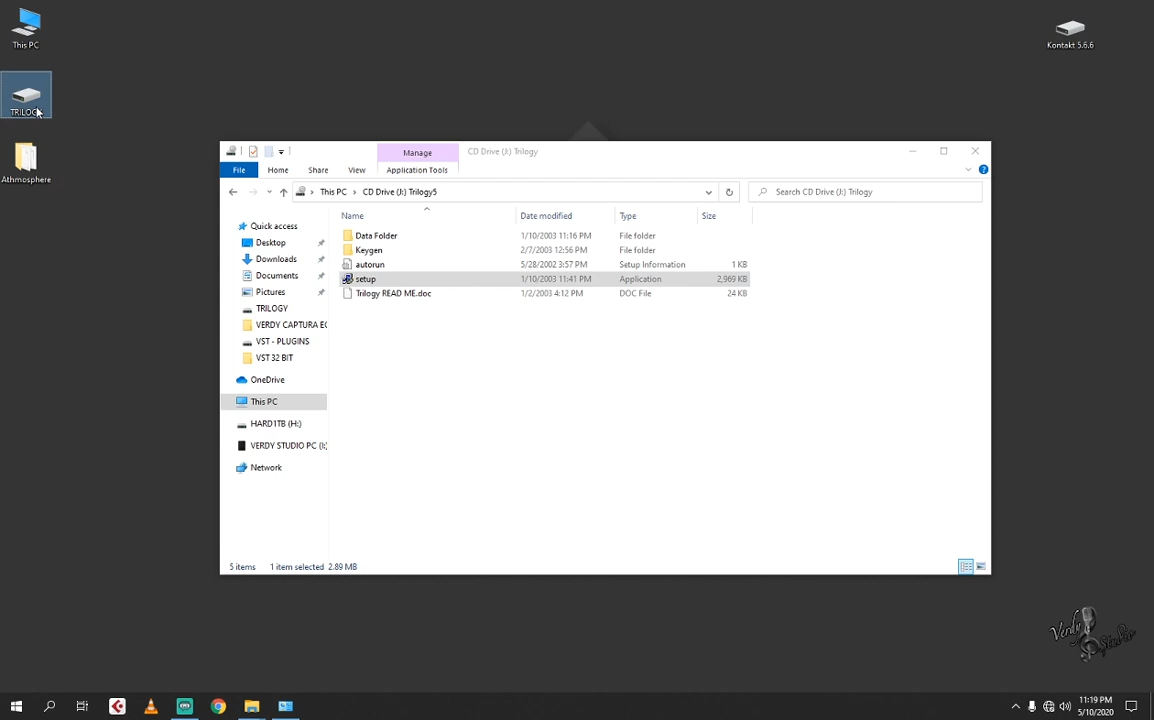 This PC
Kontakt 5.6.6
TRILOGY
Athmosphere
Manage
CD Drive (J:) Trilogy
File
Home
Share
View
Application Tools
This PC > CD Drive (J:) Trilogy5
Search CD Drive (J:) Trilogy
Name
Date modified
Type
Size
Quick access
Desktop
Downloads
Documents
Pictures
TRILOGY
VERDY CAPTURA EC
VST - PLUGINS
VST 32 BIT
OneDrive
This PC
HARD1TB (H:)
VERDY STUDIO PC (I:)
Network
Data Folder 1/10/2003 11:16 PM File folder
Keygen 2/7/2003 12:56 PM File folder
autorun 5/28/2002 3:57 PM Setup Information 1 KB
setup 1/10/2003 11:41 PM Application 2,969 KB
Trilogy READ ME.doc 1/2/2003 4:12 PM DOC File 24 KB
5 items 1 item selected 2.89 MB
Verdy Studio
11:19 PM
5/10/2020